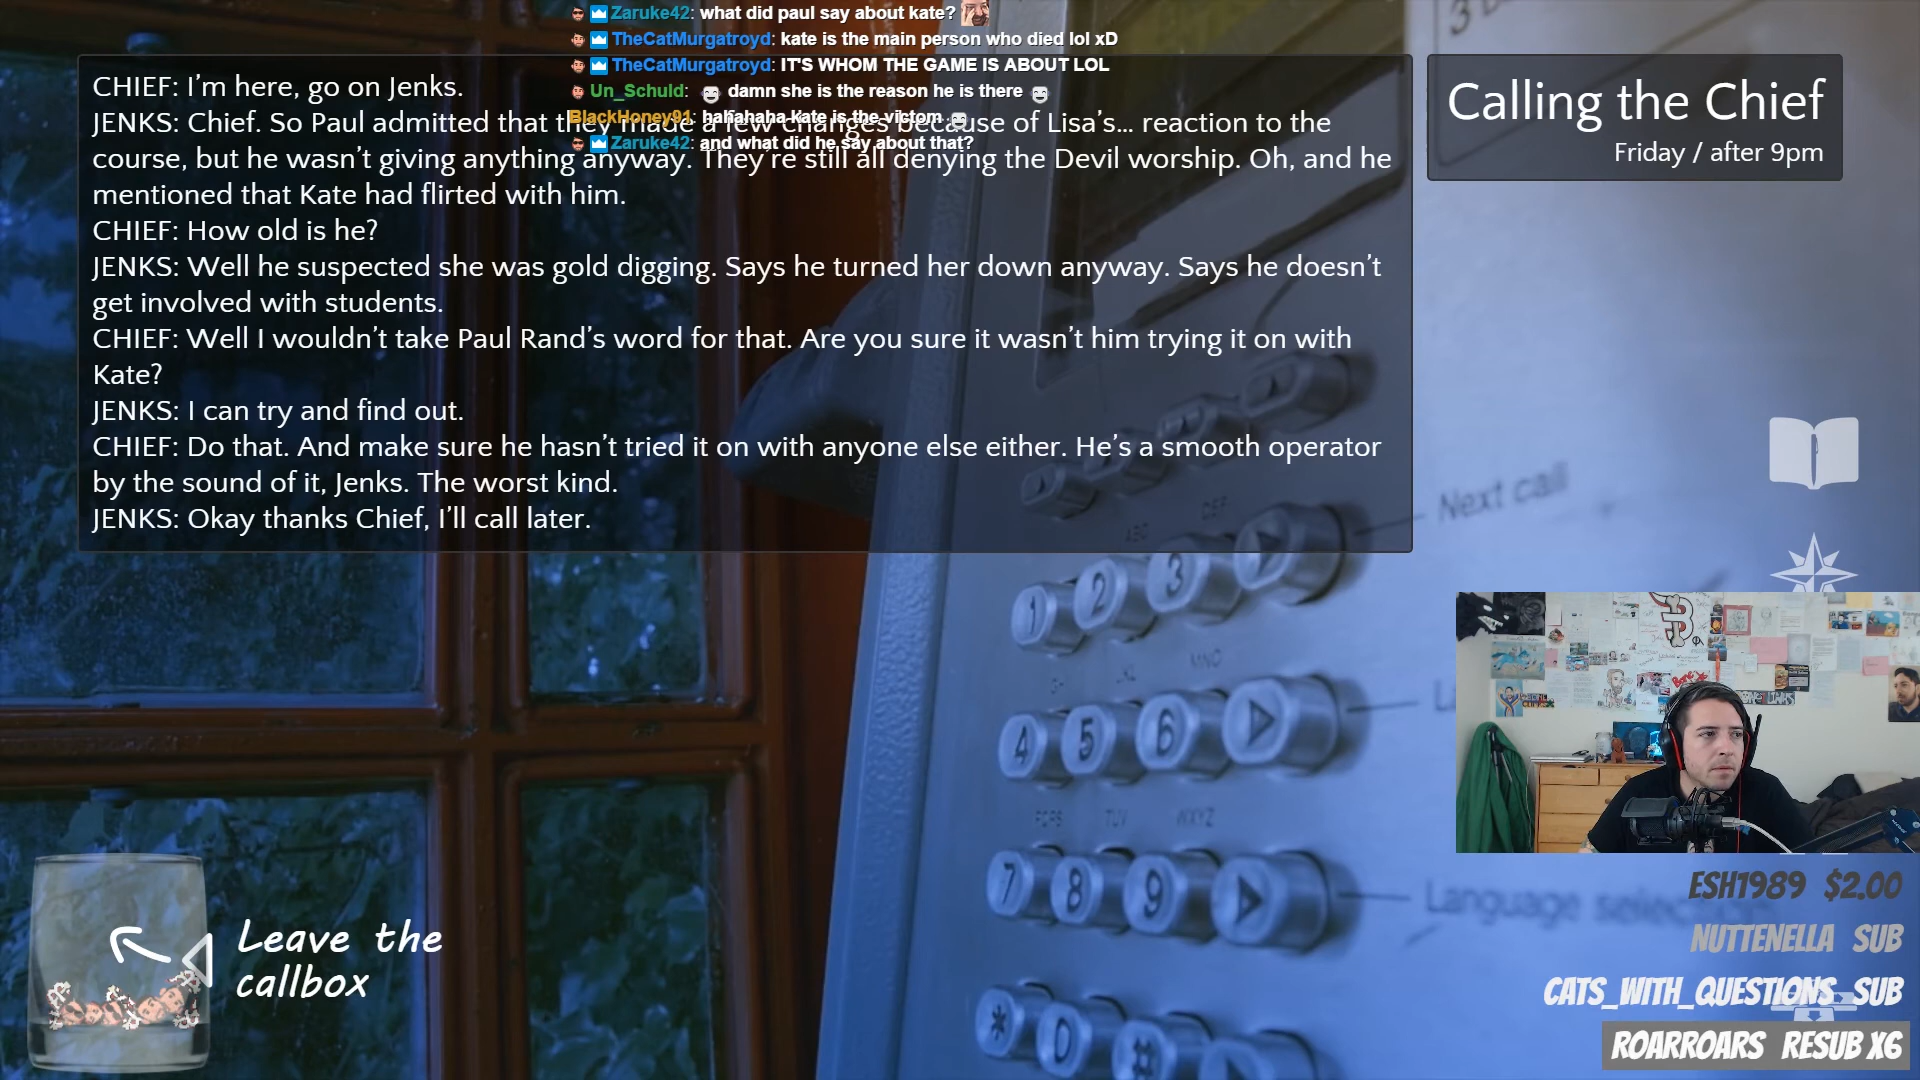 Zaruke42: what did paul say about kate?
TheCatMurgatroyd: kate is the main person who died lol xD
TheCatMurgatroyd: IT'S WHOM THE GAME IS ABOUT LOL
Un_Schuld: damn she is the reason he is there
BlackHoney91: hahahaha kate is the victom
Zaruke42: and what did he say about that?
CHIEF: I'm here, go on Jenks.
JENKS: Chief. So Paul admitted that they made a few changes because of Lisa's... reaction to the
course, but he wasn't giving anything anyway. They're still all denying the Devil worship. Oh, and he
mentioned that Kate had flirted with him.
CHIEF: How old is he?
JENKS: Well he suspected she was gold digging. Says he turned her down anyway. Says he doesn't
get involved with students.
CHIEF: Well I wouldn't take Paul Rand's word for that. Are you sure it wasn't him trying it on with
Kate?
JENKS: I can try and find out.
CHIEF: Do that. And make sure he hasn't tried it on with anyone else either. He's a smooth operator
by the sound of it, Jenks. The worst kind.
JENKS: Okay thanks Chief, I'll call later.
Calling the Chief
Friday / after 9pm
Next call
ABC DEF
1 2 3
MNO
4 5 6
TUV WXYZ
7 8 9
Language
* 0 #
Leave the
callbox
ESH1989 $2.00
NUTTENELLA SUB
CATS_WITH_QUESTIONS SUB
ROARROARS RESUB X6